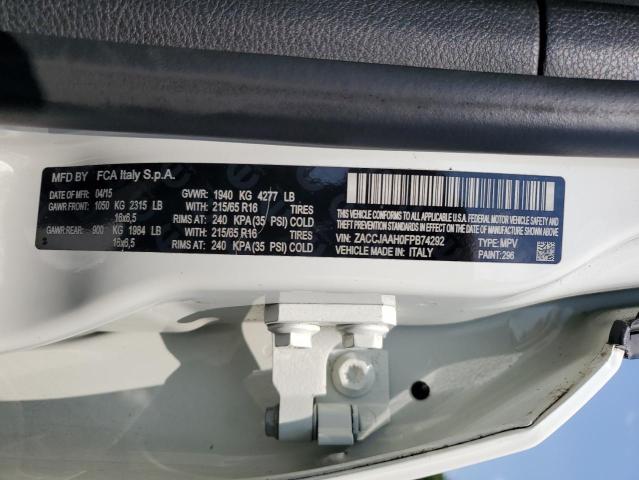 MFD BY FCA Italy S.p.A.
DATE OF MFR: 04/15 GVWR: 1940 KG 4277 LB
GAWR FRONT: 1050 KG 2315 LB WITH: 215/65 R16 TIRES
16x6,5 RIMS AT: 240 KPA (35 PSI) COLD
GAWR REAR: 900 KG 1984 LB WITH: 215/65 R16 TIRES
16x6,5 RIMS AT: 240 KPA (35 PSI) COLD
THIS VEHICLE CONFORMS TO ALL APPLICABLE U.S.A. FEDERAL MOTOR VEHICLE SAFETY
AND THEFT PREVENTION STANDARDS IN EFFECT ON THE DATE OF MANUFACTURE SHOWN ABOVE
VIN: ZACCJAAH0FPB74292 TYPE: MPV
VEHICLE MADE IN: ITALY PAINT: 296